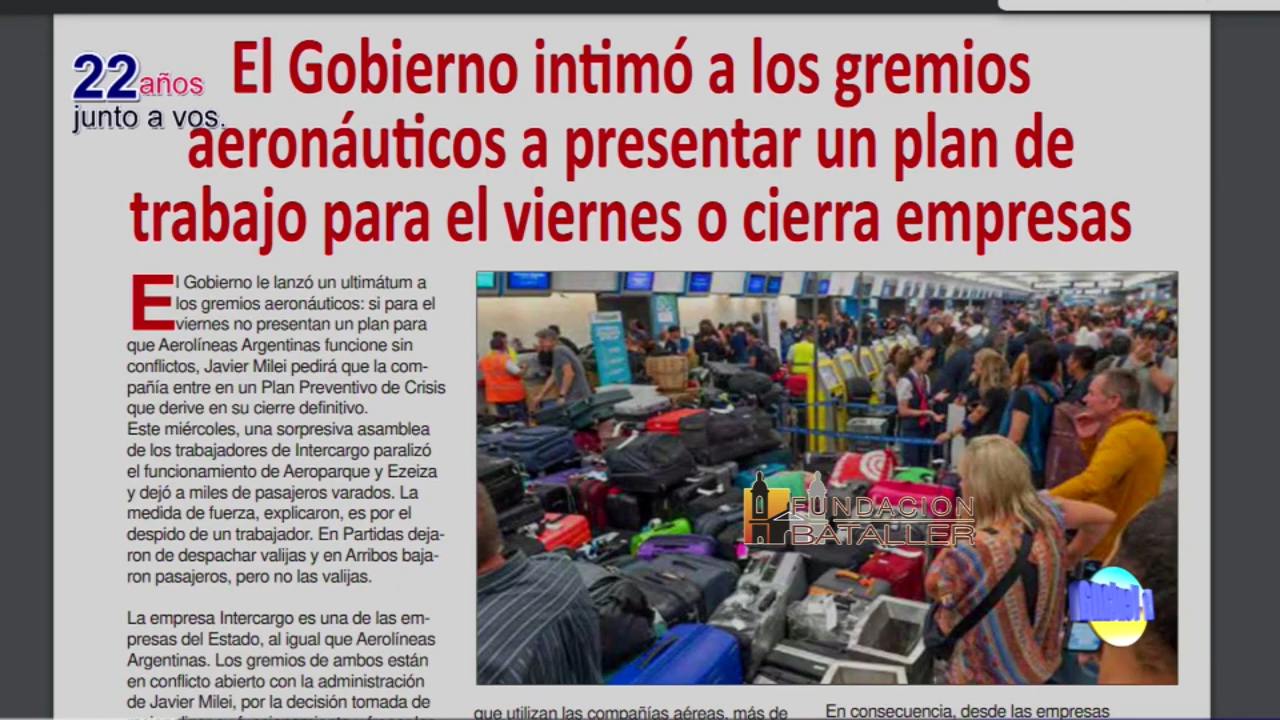 22 años
junto a vos.
El Gobierno intimó a los gremios
aeronáuticos a presentar un plan de
trabajo para el viernes o cierra empresas
El Gobierno le lanzó un ultimátum a
los gremios aeronáuticos: si para el
viernes no presentan un plan para
que Aerolíneas Argentinas funcione sin
conflictos, Javier Milei pedirá que la com-
pañía entre en un Plan Preventivo de Crisis
que derive en su cierre definitivo.
Este miércoles, una sorpresiva asamblea
de los trabajadores de Intercargo paralizó
el funcionamiento de Aeroparque y Ezeiza
y dejó a miles de pasajeros varados. La
medida de fuerza, explicaron, es por el
despido de un trabajador. En Partidas deja-
ron de despachar valijas y en Arribos baja-
ron pasajeros, pero no las valijas.
La empresa Intercargo es una de las em-
presas del Estado, al igual que Aerolíneas
Argentinas. Los gremios de ambos están
en conflicto abierto con la administración
de Javier Milei, por la decisión tomada de
FUNDACION
BATALLER
que utilizan las compañías aéreas, más de
En consecuencia, desde las empresas